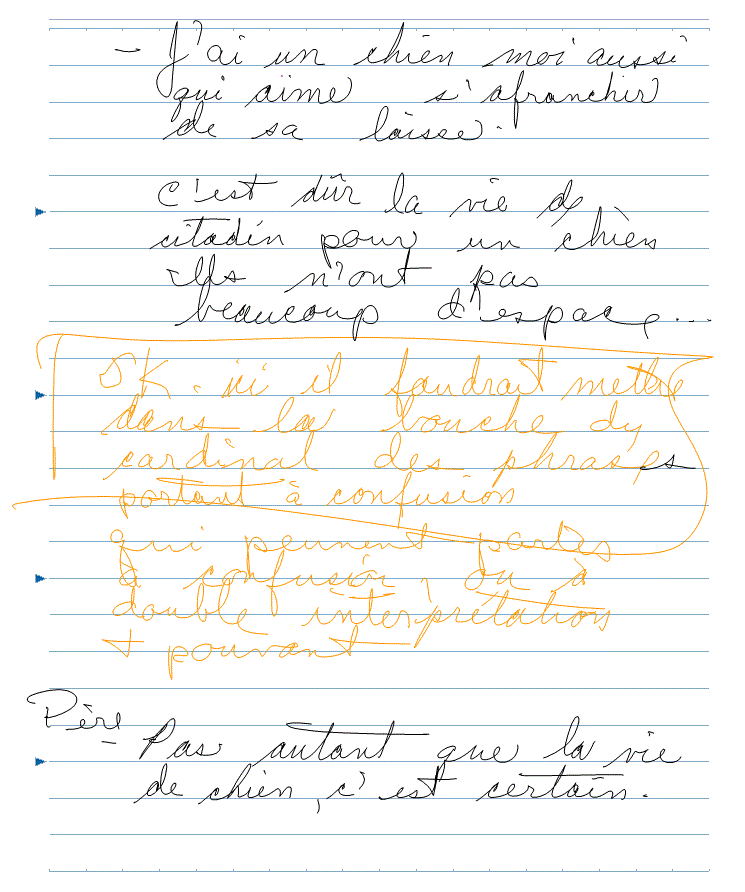 - J'ai un chien moi aussi
qui aime s'afranchir
de sa laisse.
C'est dûr la vie de
citadin pour un chien
Ils n'ont pas
beaucoup d'espace...
OK. ici il faudrait mettre
dans la bouche du
cardinal des phrases
portant à confusion
qui peuvent porter
à confusion, ou à
double interprétation
+ pouvant
Père - Pas autant que la vie
de chien, c'est certain.